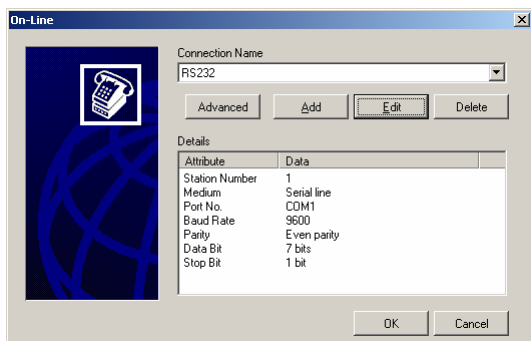 On-Line
Connection Name
RS232
Advanced Add Edit Delete
Details
Attribute Data
Station Number 1
Medium Serial line
Port No. COM1
Baud Rate 9600
Parity Even parity
Data Bit 7 bits
Stop Bit 1 bit
OK Cancel